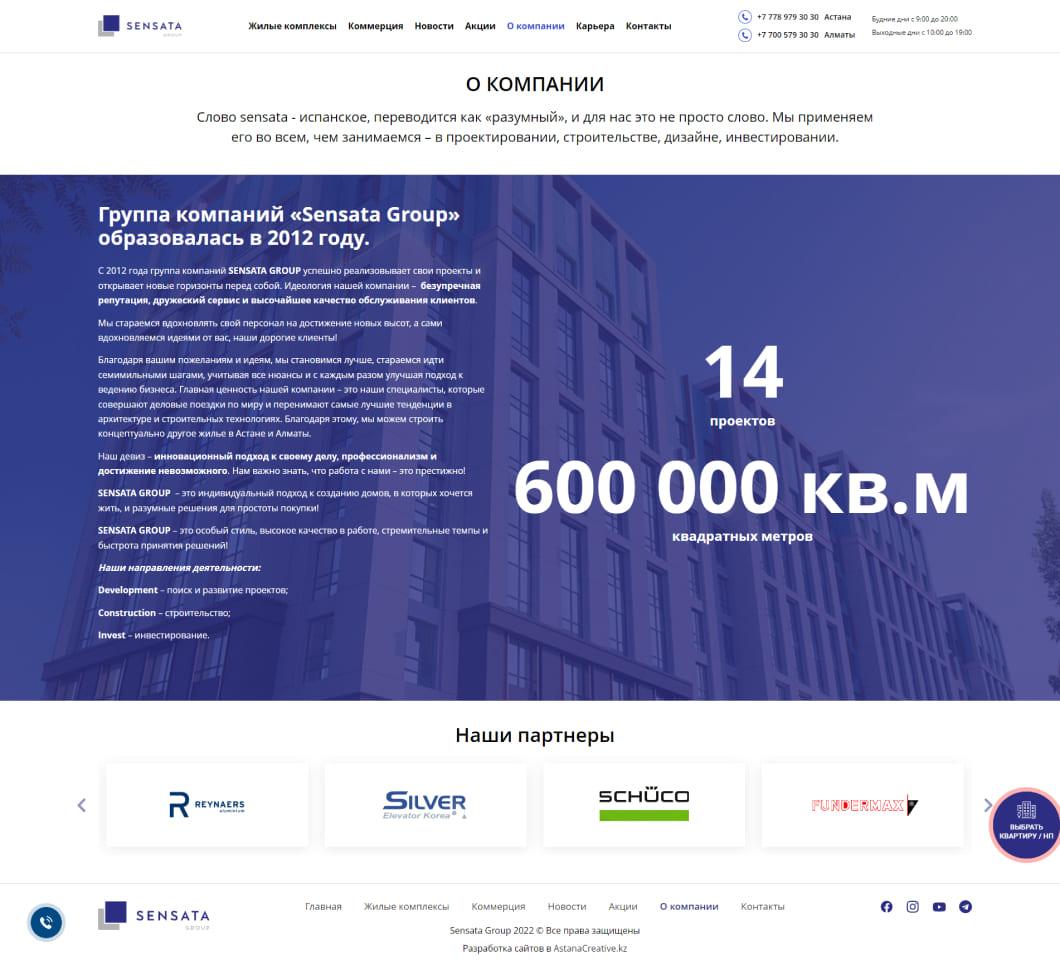 SENSATA
GROUP
Жилые комплексы Коммерция Новости Акции О компании Карьера Контакты
+7 778 979 30 30 Астана
+7 700 579 30 30 Алматы
Будние дни с 9:00 до 20:00
Выходные дни с 10:00 до 19:00
О КОМПАНИИ
Слово sensata - испанское, переводится как «разумный», и для нас это не просто слово. Мы применяем
его во всем, чем занимаемся – в проектировании, строительстве, дизайне, инвестировании.
Группа компаний «Sensata Group»
образовалась в 2012 году.
С 2012 года группа компаний SENSATA GROUP успешно реализовывает свои проекты и
открывает новые горизонты перед собой. Идеология нашей компании – безупречная
репутация, дружеский сервис и высочайшее качество обслуживания клиентов.
Мы стараемся вдохновлять свой персонал на достижение новых высот, а сами
вдохновляемся идеями от вас, наши дорогие клиенты!
Благодаря вашим пожеланиям и идеям, мы становимся лучше, стараемся идти
семимильными шагами, учитывая все нюансы и с каждым разом улучшая подход к
ведению бизнеса. Главная ценность нашей компании – это наши специалисты, которые
совершают деловые поездки по миру и перенимают самые лучшие тенденции в
архитектуре и строительных технологиях. Благодаря этому, мы можем строить
концептуально другое жилье в Астане и Алматы.
Наш девиз – инновационный подход к своему делу, профессионализм и
достижение невозможного. Нам важно знать, что работа с нами – это престижно!
SENSATA GROUP – это индивидуальный подход к созданию домов, в которых хочется
жить, и разумные решения для простоты покупки!
SENSATA GROUP – это особый стиль, высокое качество в работе, стремительные темпы и
быстрота принятия решений!
Наши направления деятельности:
Development – поиск и развитие проектов;
Construction – строительство;
Invest – инвестирование.
14
проектов
600 000 кв.м
квадратных метров
Наши партнеры
REYNAERS
aluminium
SILVER
Elevator Korea
SCHÜCO
FUNDERMAX
ВЫБРАТЬ
КВАРТИРУ / НП
SENSATA
GROUP
Главная Жилые комплексы Коммерция Новости Акции О компании Контакты
Sensata Group 2022 © Все права защищены
Разработка сайтов в AstanaCreative.kz